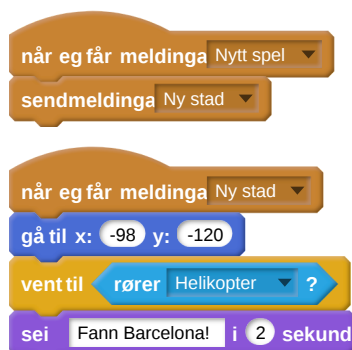 når eg får meldinga Nytt spel
sendmeldinga Ny stad
når eg får meldinga Ny stad
gå til x: -98 y: -120
vent til rører Helikopter ?
sei Fann Barcelona! i 2 sekund